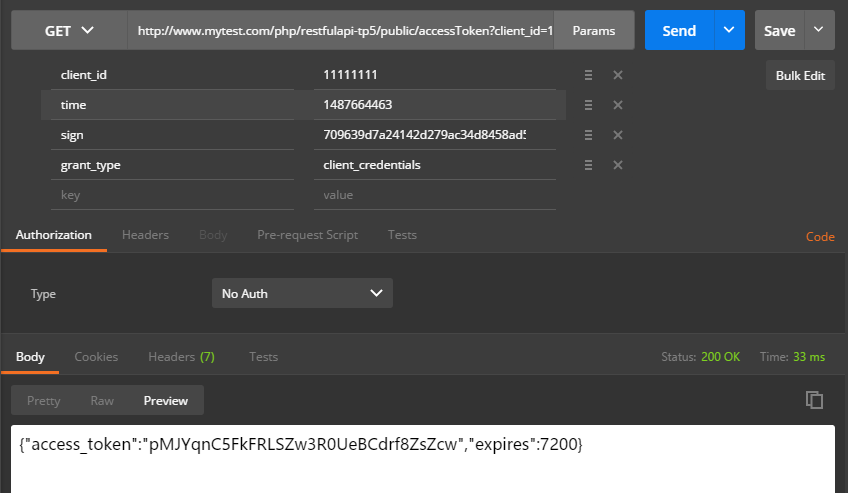 GET http://www.mytest.com/php/restfulapi-tp5/public/accessToken?client_id=1 Params Send Save
client_id 11111111 Bulk Edit
time 1487664463
sign 709639d7a24142d279ac34d8458ad5
grant_type client_credentials
key value
Authorization Headers Body Pre-request Script Tests Code
Type No Auth
Body Cookies Headers (7) Tests Status: 200 OK Time: 33 ms
Pretty Raw Preview
{"access_token":"pMJYqnC5FkFRLSZw3R0UeBCdrf8ZsZcw","expires":7200}